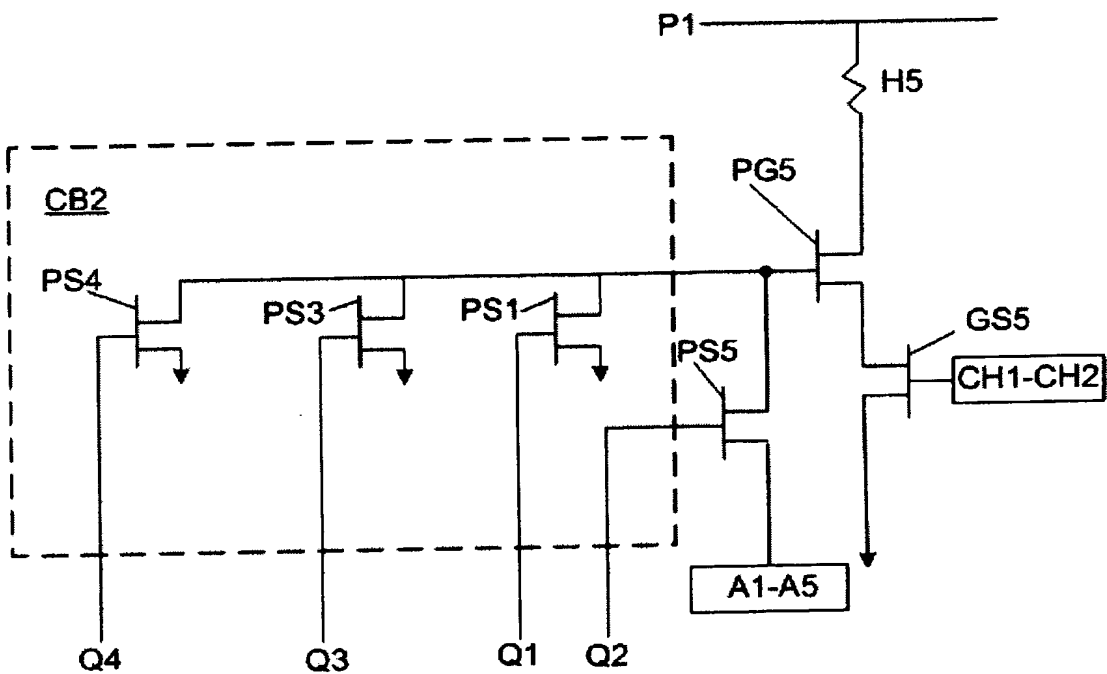 P1
H5
PG5
CB2
PS4
PS3
PS1
PS5
GS5
CH1-CH2
A1-A5
Q4
Q3
Q1
Q2